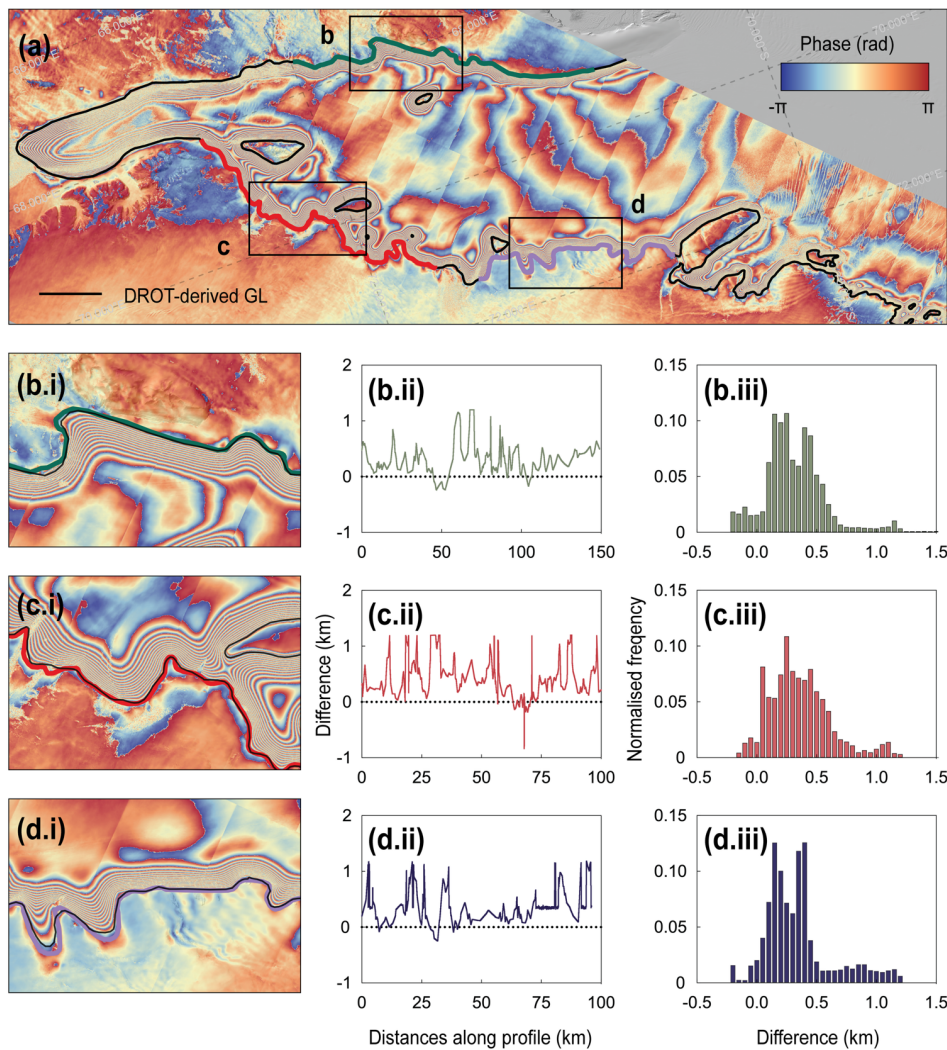 (a)
b
Phase (rad)
-π
π
c
d
DROT-derived GL
(b.i)
(b.ii)
(b.iii)
2
1
0
-1
0
50
100
150
0.15
0.10
0.05
0
-0.5
0.0
0.5
1.0
1.5
(c.i)
(c.ii)
(c.iii)
Difference (km)
2
1
0
-1
0
25
50
75
100
Normalised freqency
0.15
0.10
0.05
0
-0.5
0.0
0.5
1.0
1.5
(d.i)
(d.ii)
(d.iii)
2
1
0
-1
0
25
50
75
100
0.15
0.10
0.05
0
-0.5
0.0
0.5
1.0
1.5
Distances along profile (km)
Difference (km)